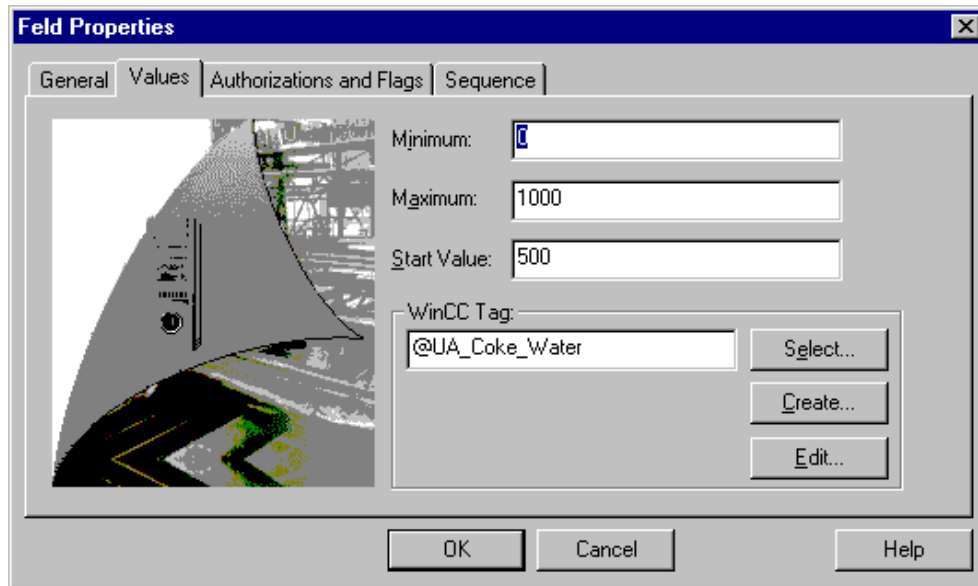 Feld Properties
General Values Authorizations and Flags Sequence
Minimum: 0
Maximum: 1000
Start Value: 500
WinCC Tag:
@UA_Coke_Water Select...
Create...
Edit...
OK Cancel Help